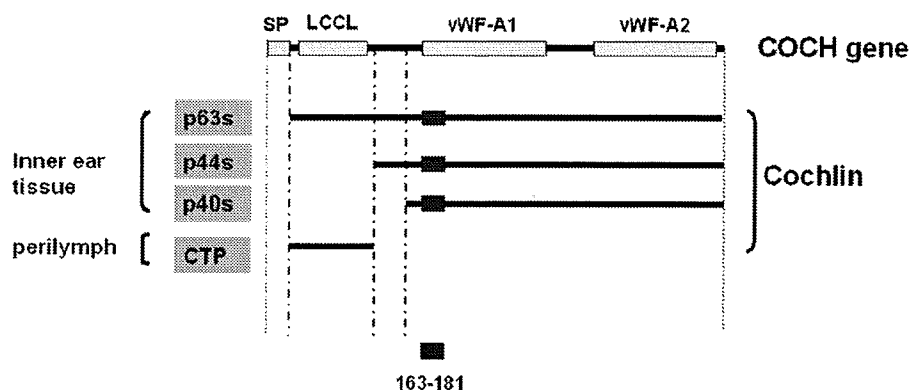 SP LCCL vWF-A1 vWF-A2
COCH gene
p63s
Inner ear
tissue
p44s
p40s
Cochlin
perilymph
CTP
163-181